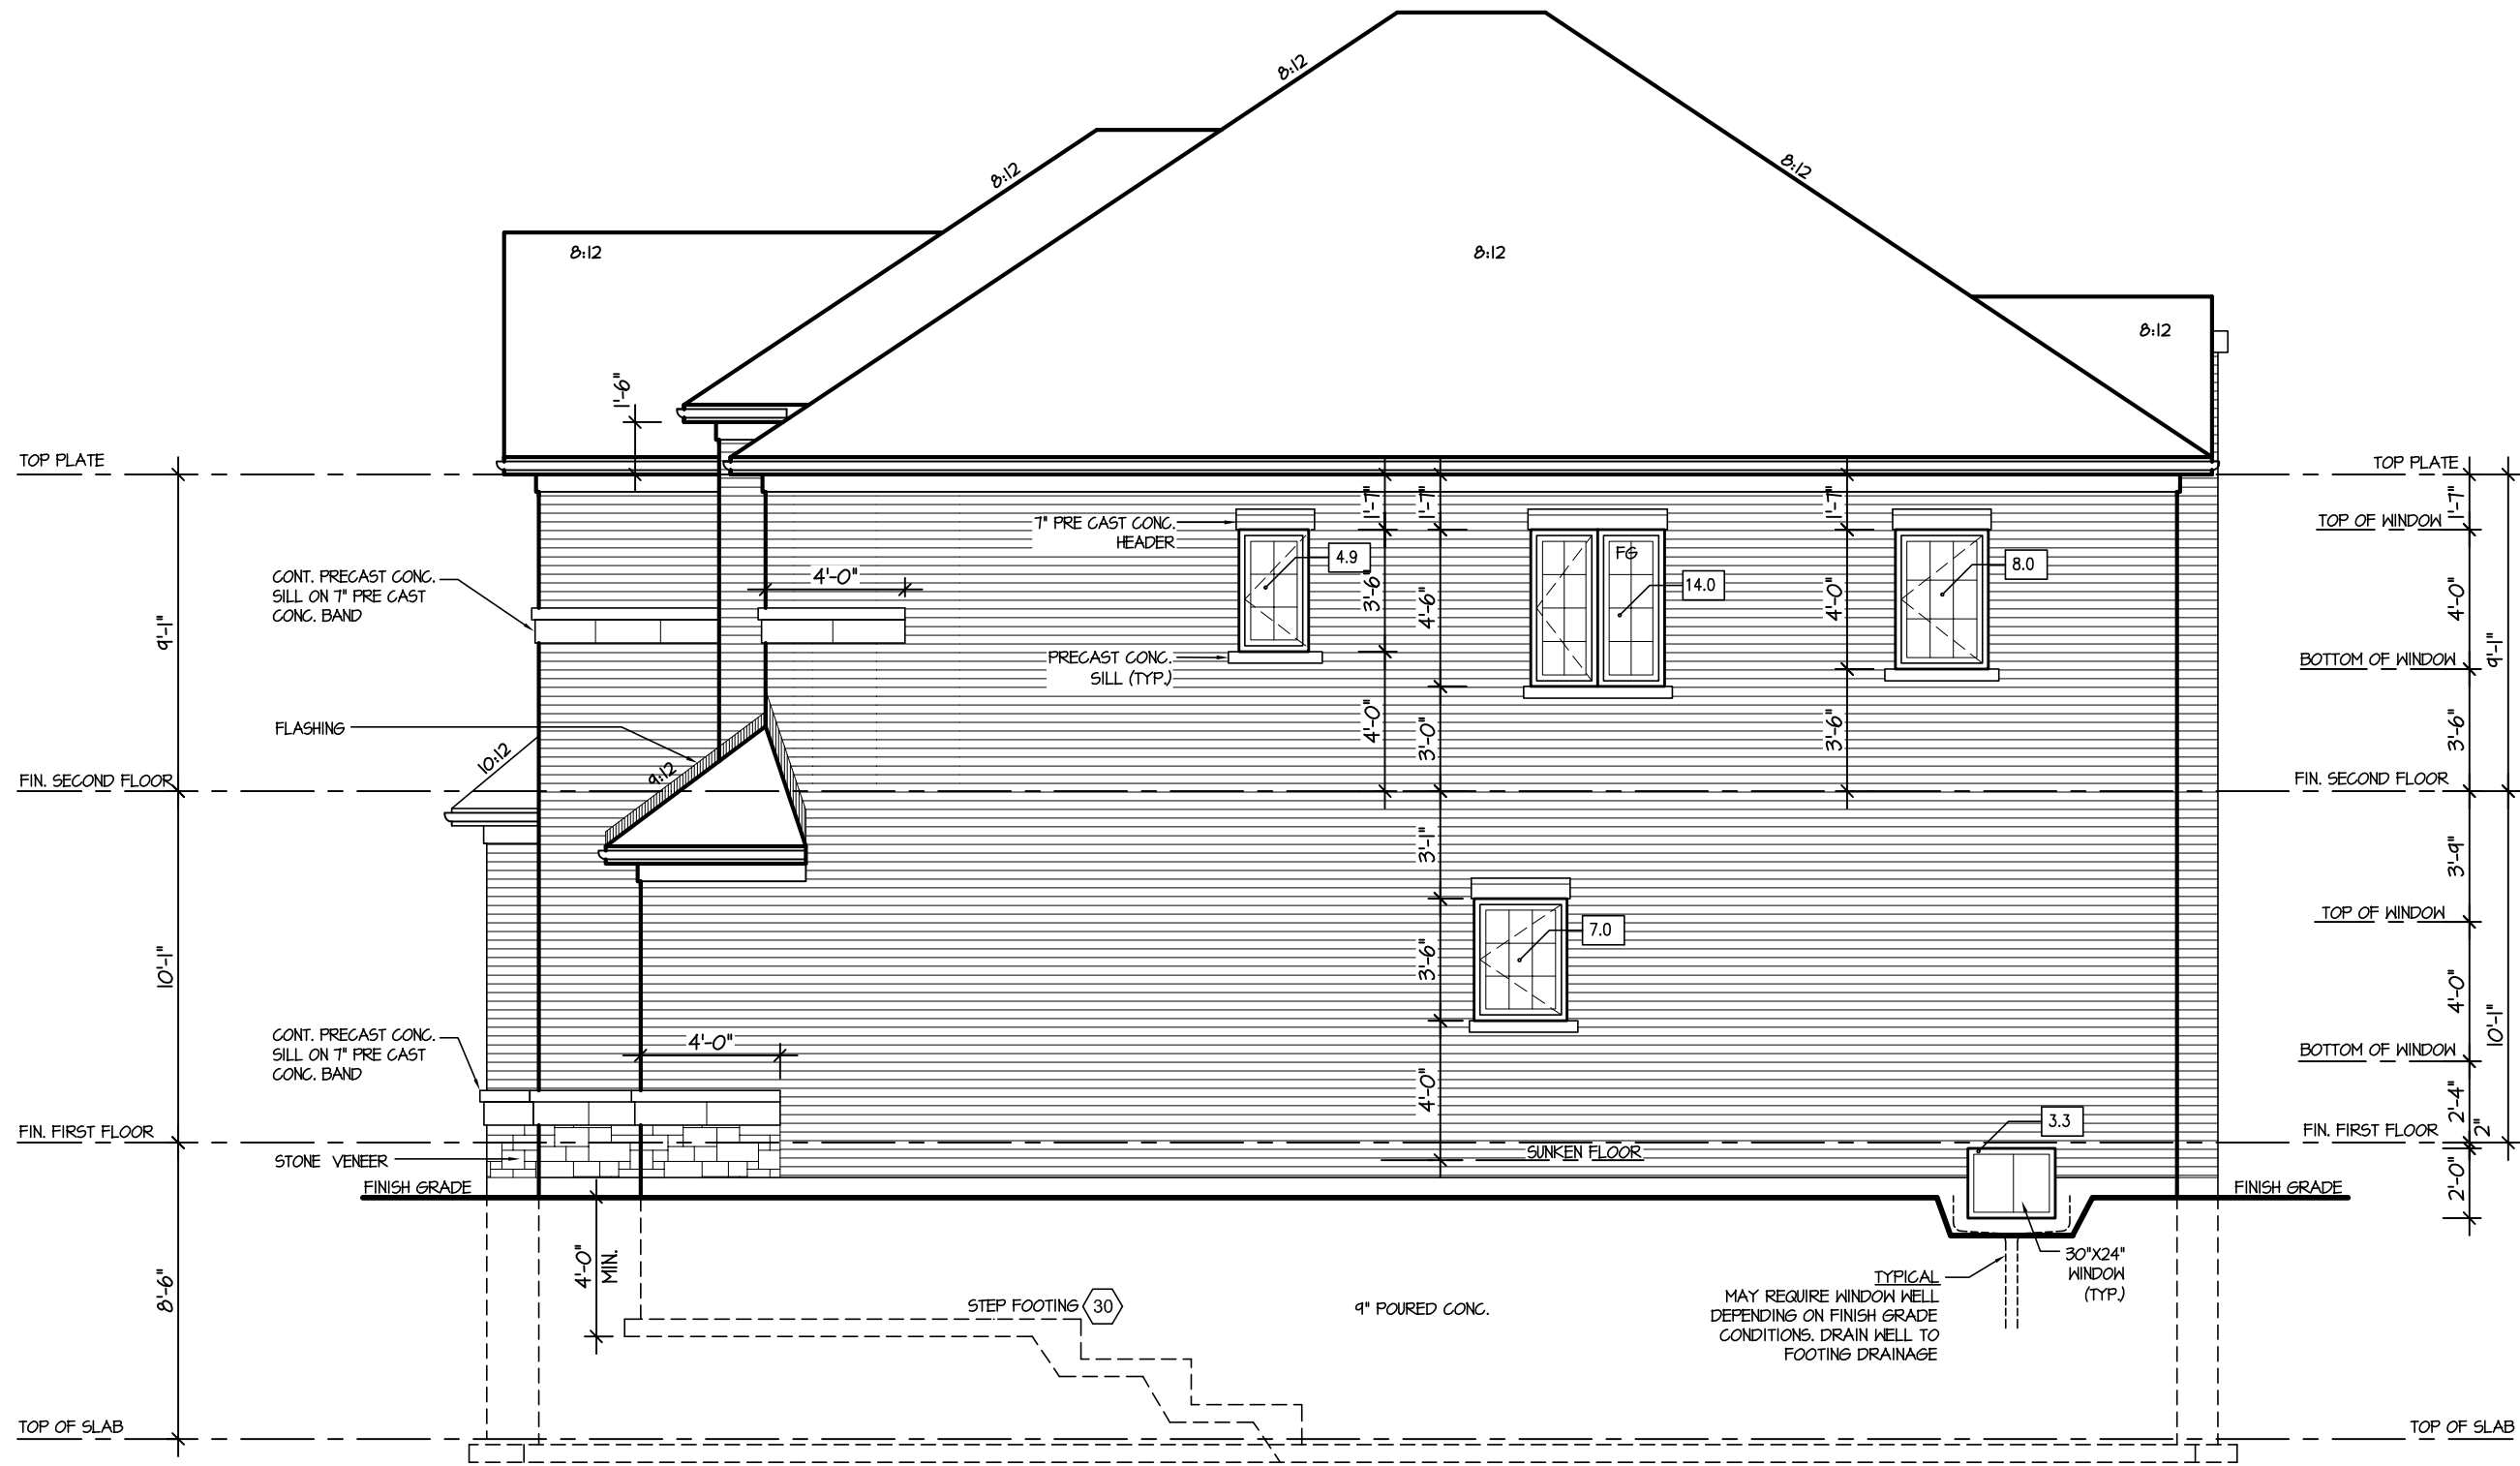 8:12
8:12
8:12
8:12
8:12
8:12
1'-6"
TOP PLATE
TOP PLATE
1'-7"
1'-7"
1'-7"
1'-7"
7" PRE CAST CONC.
HEADER
TOP OF WINDOW
4.9
FG
14.0
8.0
CONT. PRECAST CONC.
SILL ON 7" PRE CAST
CONC. BAND
4'-0"
3'-6"
4'-6"
4'-0"
4'-0"
9'-1"
9'-1"
PRECAST CONC.
SILL (TYP.)
BOTTOM OF WINDOW
FLASHING
10:12
9:12
4'-0"
3'-0"
3'-6"
3'-6"
FIN. SECOND FLOOR
FIN. SECOND FLOOR
3'-1"
3'-9"
TOP OF WINDOW
7.0
10'-1"
3'-6"
4'-0"
10'-1"
CONT. PRECAST CONC.
SILL ON 7" PRE CAST
CONC. BAND
4'-0"
BOTTOM OF WINDOW
4'-0"
2'-4"
3.3
2"
FIN. FIRST FLOOR
FIN. FIRST FLOOR
STONE VENEER
SUNKEN FLOOR
FINISH GRADE
FINISH GRADE
2'-0"
8'-6"
4'-0"
MIN.
30"X24"
WINDOW
(TYP.)
TYPICAL
MAY REQUIRE WINDOW WELL
DEPENDING ON FINISH GRADE
CONDITIONS. DRAIN WELL TO
FOOTING DRAINAGE
STEP FOOTING 30
9" POURED CONC.
TOP OF SLAB
TOP OF SLAB